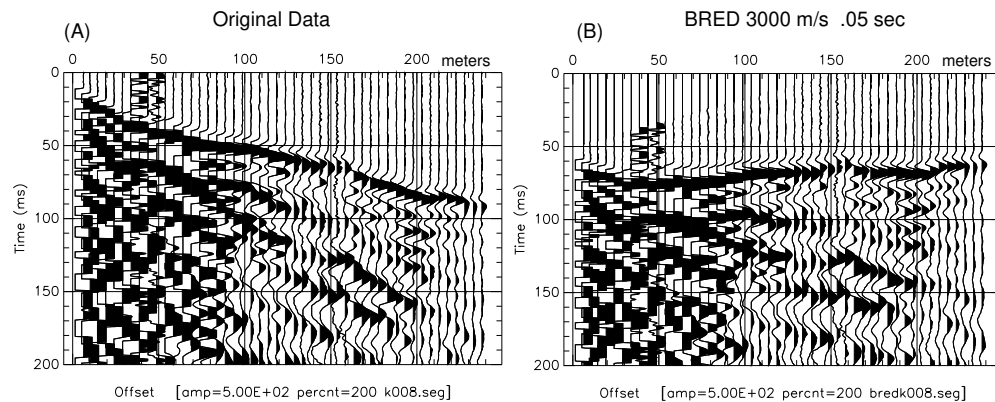 Original Data
(A)
0 50 100 150 200 meters
0
50
100
150
200
Time (ms)
Offset [amp=5.00E+02 percnt=200 k008.seg]
BRED 3000 m/s .05 sec
(B)
0 50 100 150 200 meters
0
50
100
150
200
Time (ms)
Offset [amp=5.00E+02 percnt=200 bredk008.seg]